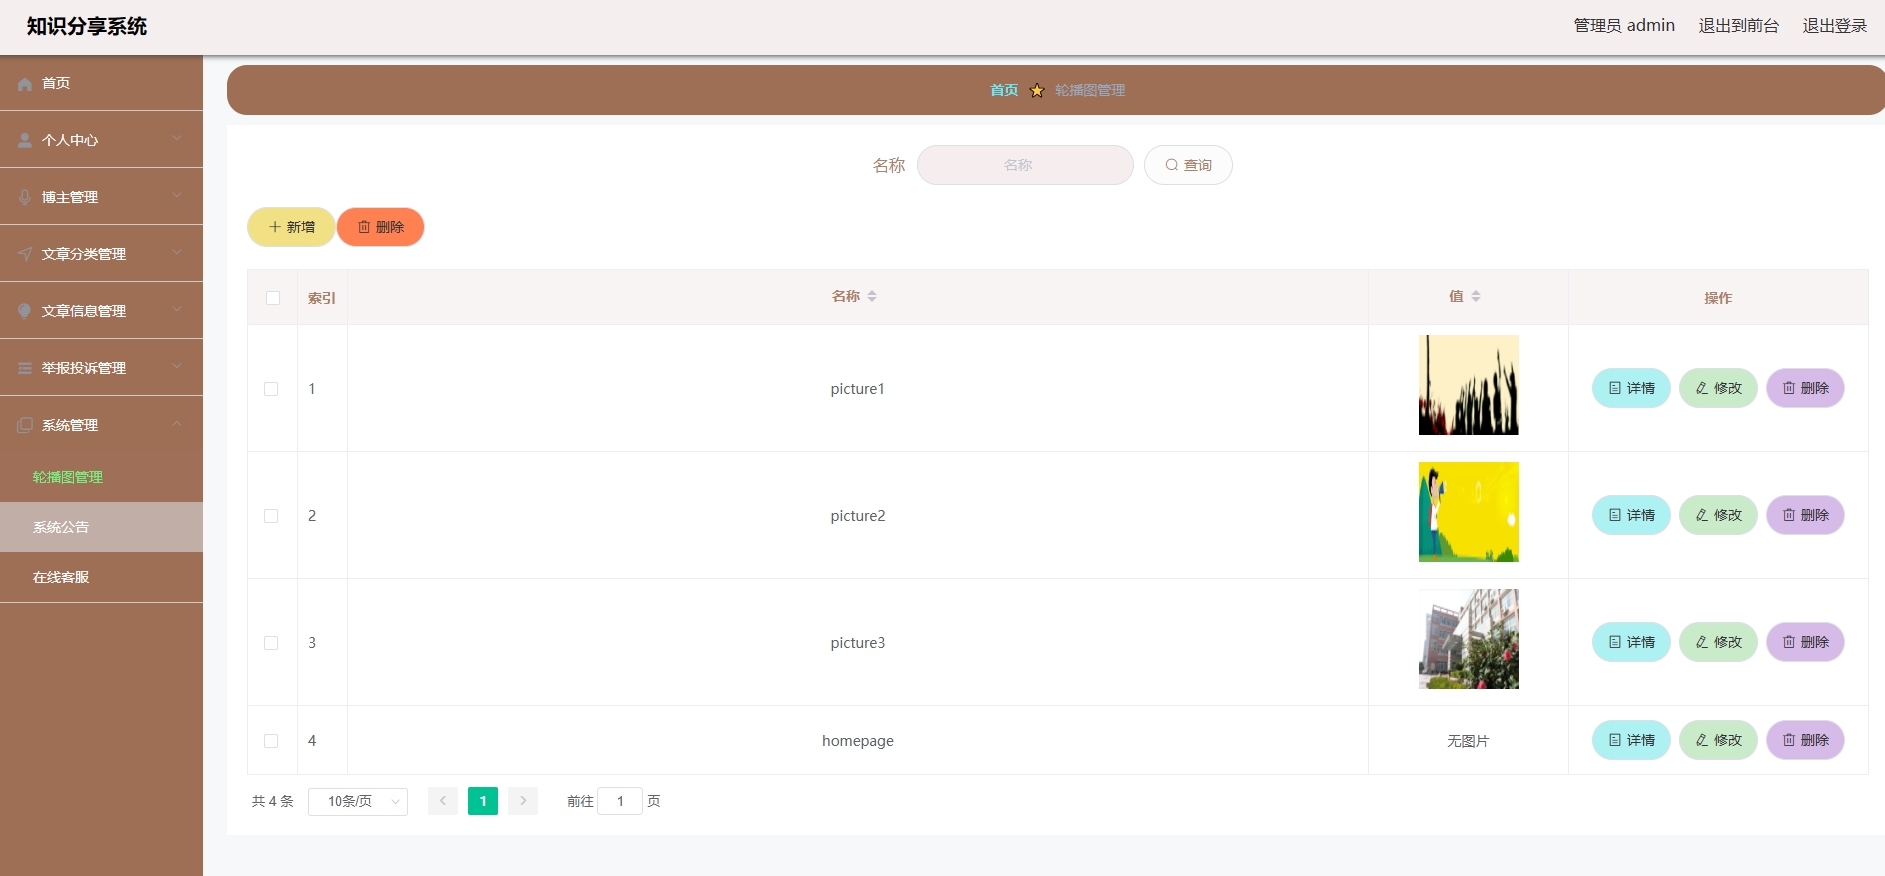 知识分享系统
管理员 admin 退出到前台 退出登录
首页
个人中心
博主管理
文章分类管理
文章信息管理
举报投诉管理
系统管理
轮播图管理
系统公告
在线客服
首页 轮播图管理
名称 名称 查询
新增 删除
索引 名称 值 操作
1 picture1 详情 修改 删除
2 picture2 详情 修改 删除
3 picture3 详情 修改 删除
4 homepage 无图片 详情 修改 删除
共 4 条 10条/页 1 前往 1 页